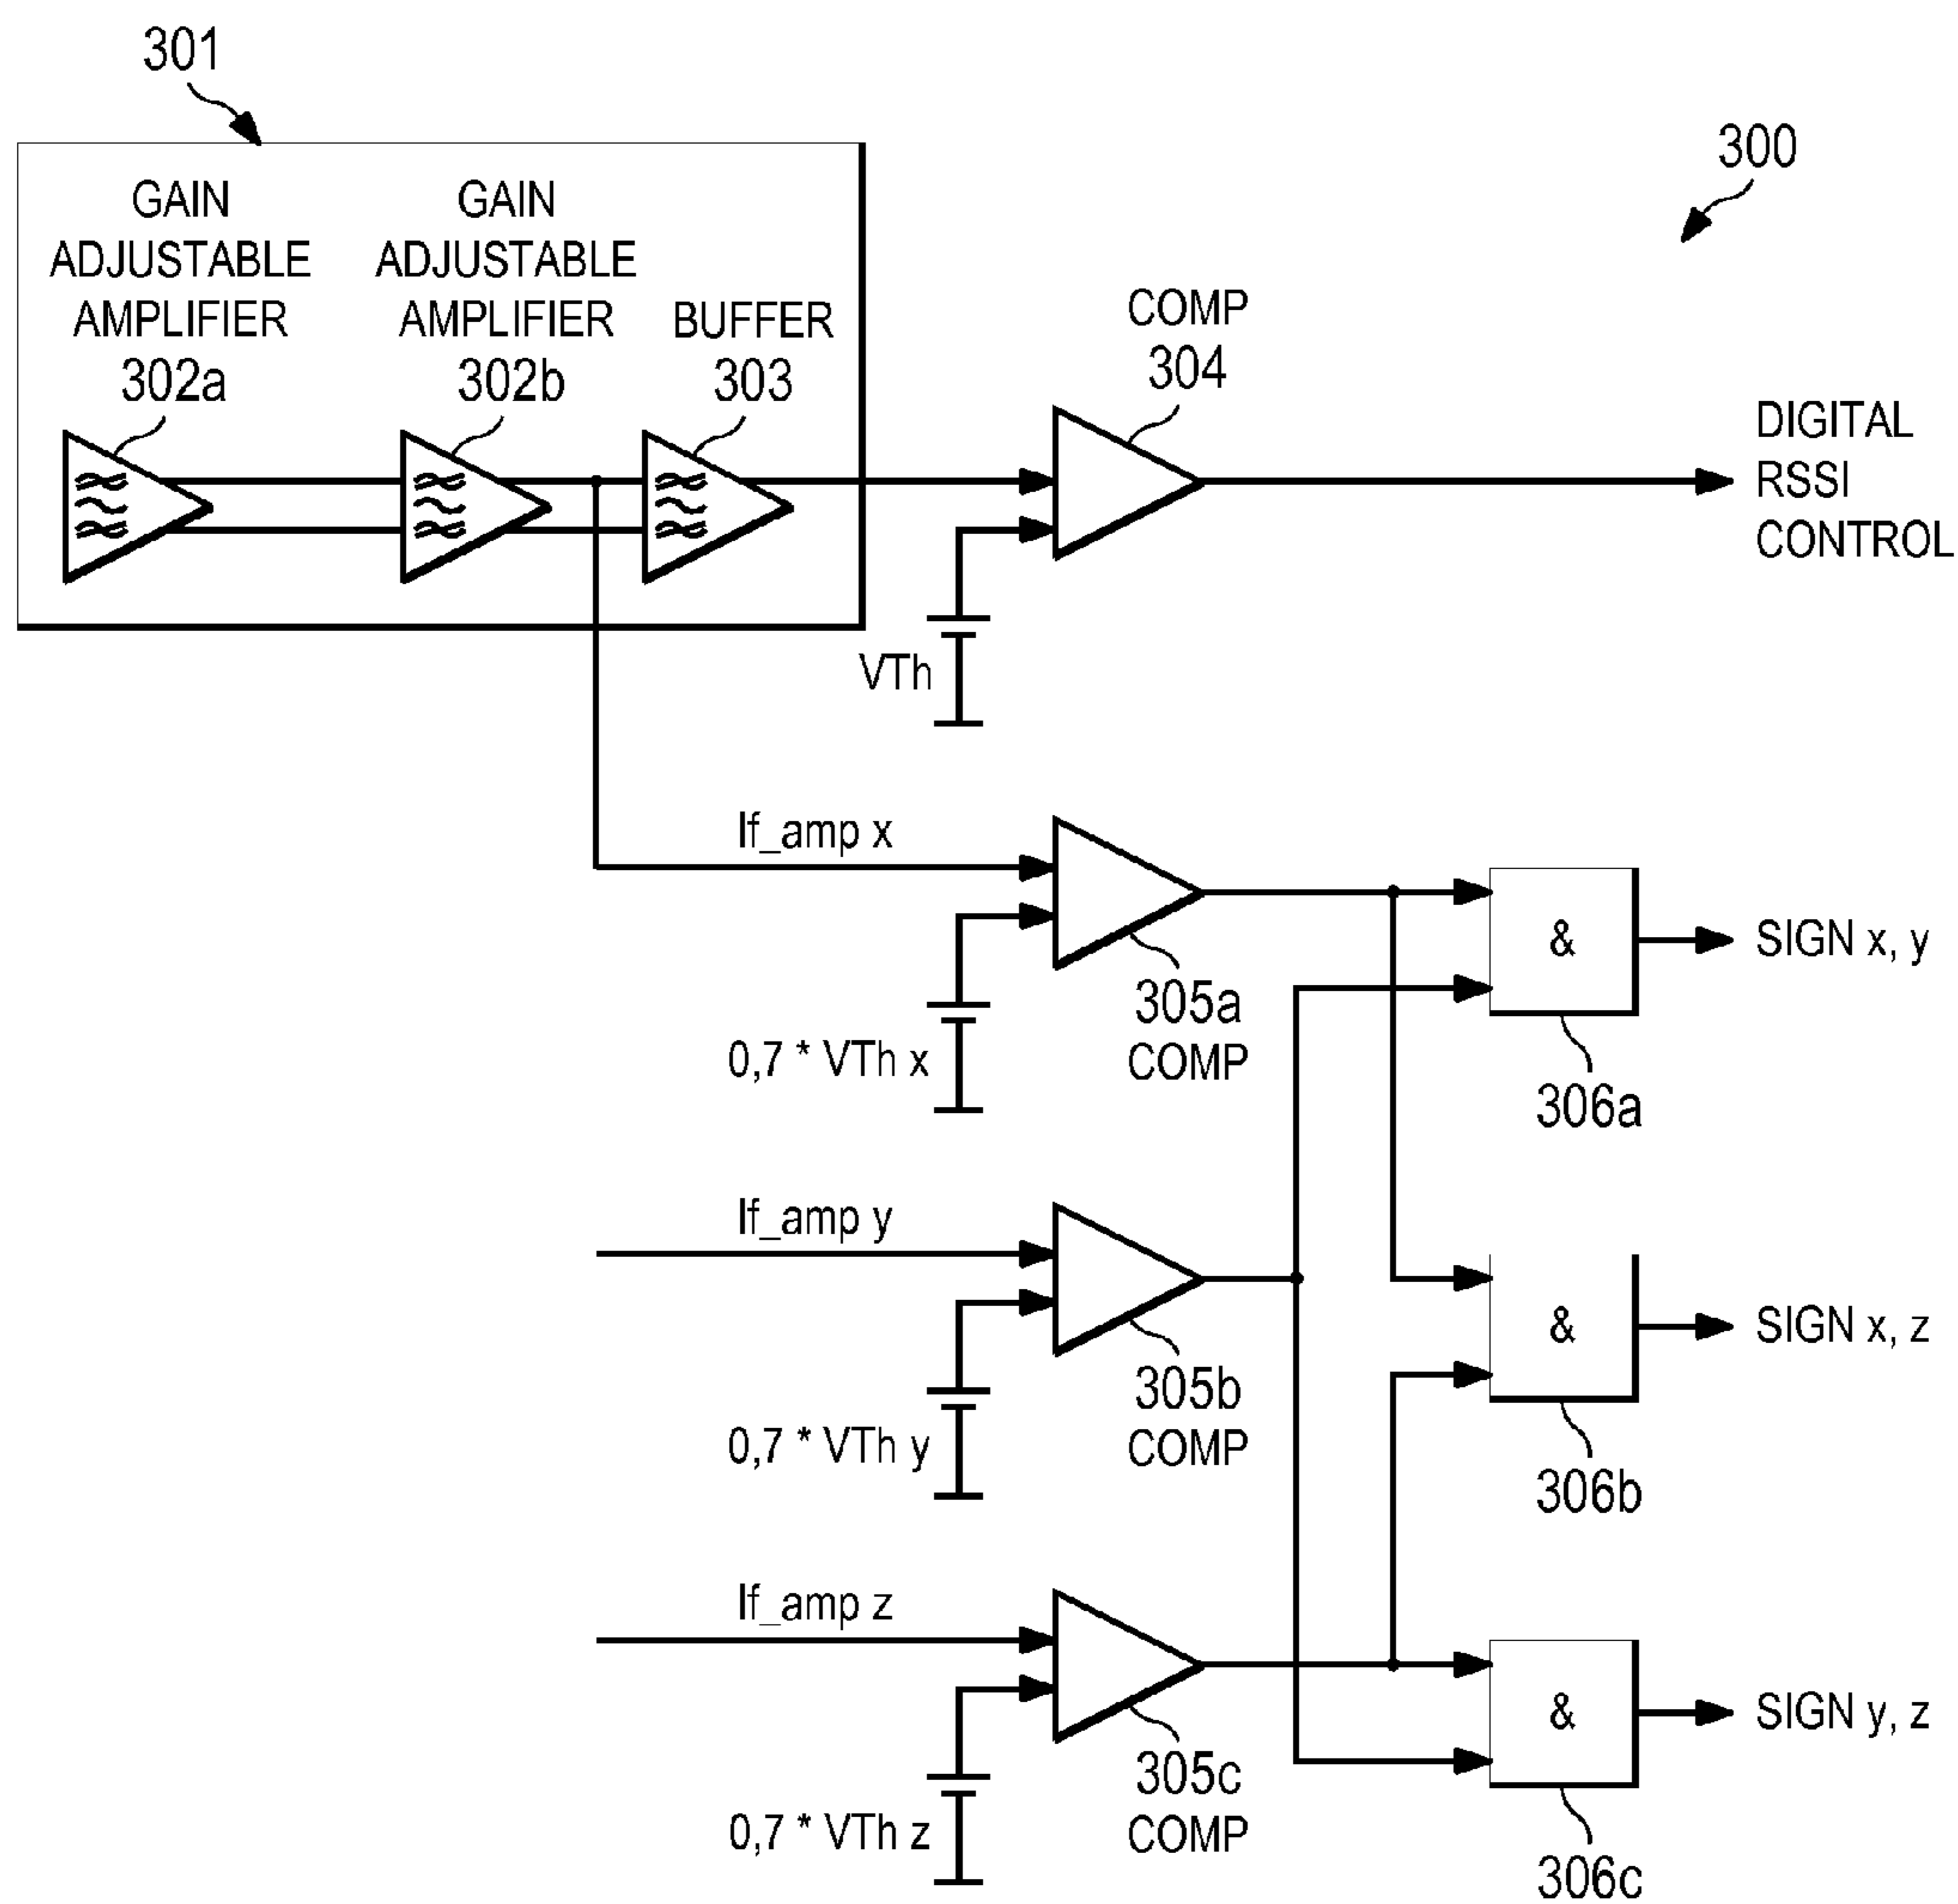 301
300
GAIN
ADJUSTABLE
AMPLIFIER
302a
GAIN
ADJUSTABLE
AMPLIFIER
302b
BUFFER
303
COMP
304
DIGITAL
RSSI
CONTROL
VTh
If_amp x
305a
COMP
0,7 * VTh x
&
SIGN x, y
306a
If_amp y
305b
COMP
0,7 * VTh y
&
SIGN x, z
306b
If_amp z
305c
COMP
0,7 * VTh z
&
SIGN y, z
306c